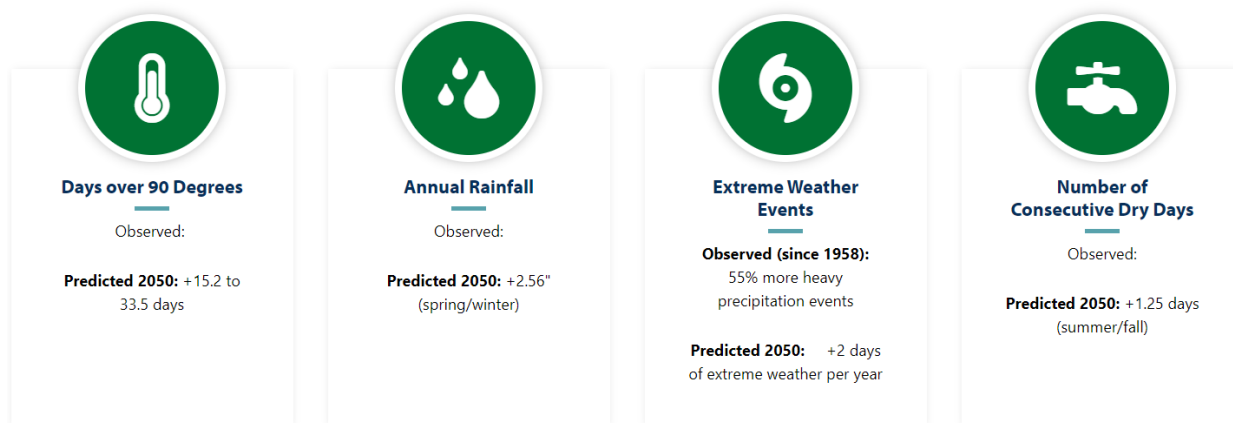 Days over 90 Degrees
Observed:
Predicted 2050: +15.2 to
33.5 days
Annual Rainfall
Observed:
Predicted 2050: +2.56"
(spring/winter)
Extreme Weather
Events
Observed (since 1958):
55% more heavy
precipitation events
Predicted 2050: +2 days
of extreme weather per year
Number of
Consecutive Dry Days
Observed:
Predicted 2050: +1.25 days
(summer/fall)